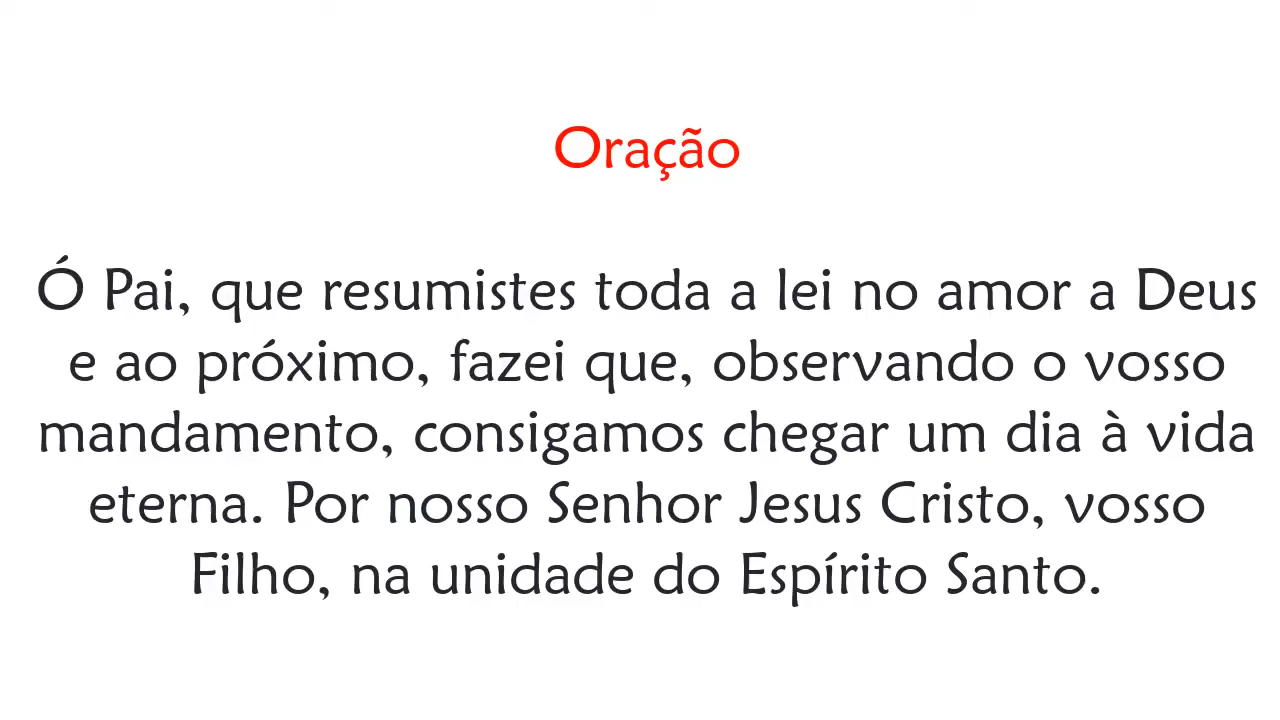 Oração
Ó Pai, que resumistes toda a lei no amor a Deus
e ao próximo, fazei que, observando o vosso
mandamento, consigamos chegar um dia à vida
eterna. Por nosso Senhor Jesus Cristo, vosso
Filho, na unidade do Espírito Santo.